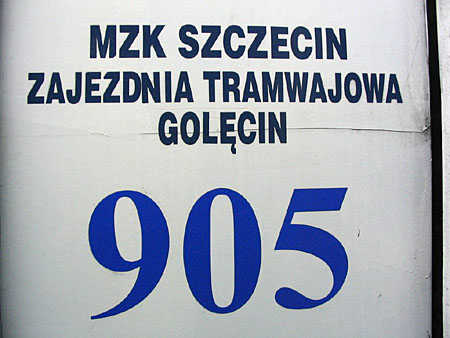 MZK SZCZECIN
ZAJEZDNIA TRAMWAJOWA
GOLĘCIN
905